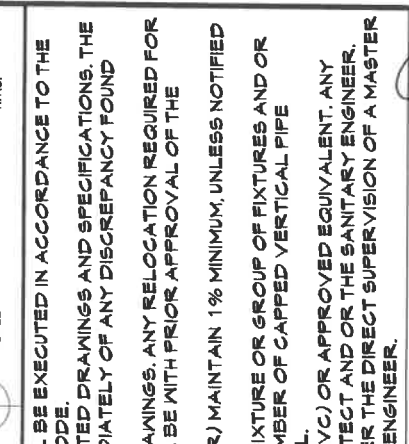 BE EXECUTED IN ACCORDANCE TO THE
ODE.
TED DRAWINGS AND SPECIFICATIONS. THE
DIATELY OF ANY DISCREPANCY FOUND
AWINGS. ANY RELOCATION REQUIRED FOR
BE WITH PRIOR APPROVAL OF THE
R) MAINTAIN 1% MINIMUM, UNLESS NOTIFIED
IXTURE OR GROUP OF FIXTURES AND OR
MBER OF CAPPED VERTICAL PIPE
L.
VC) OR APPROVED EQUIVALENT. ANY
TECT AND OR THE SANITARY ENGINEER.
ER THE DIRECT SUPERVISION OF A MASTER
ENGINEER.